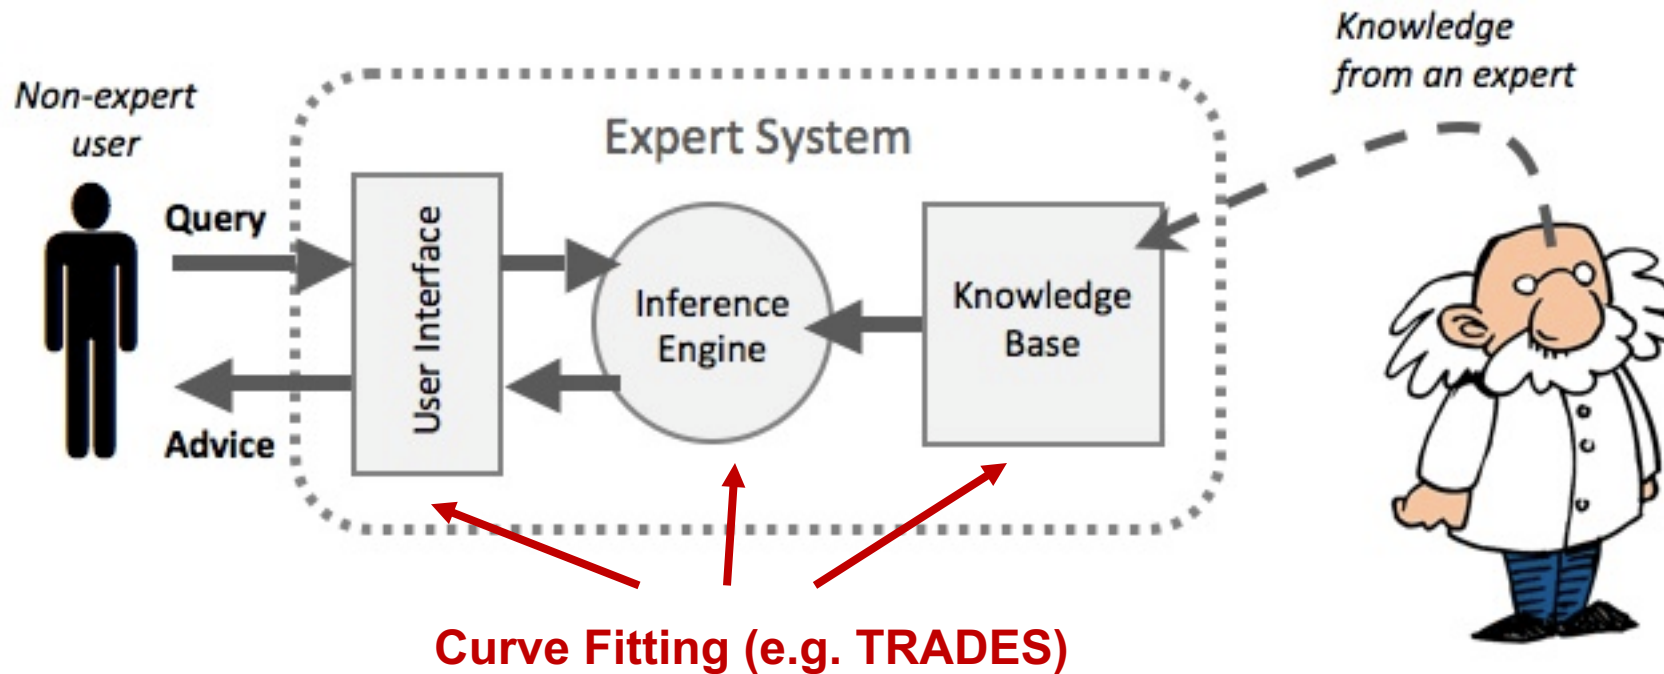 Knowledge
from an expert
Non-expert
user
Expert System
Query
User Interface
Inference
Engine
Knowledge
Base
Advice
Curve Fitting (e.g. TRADES)